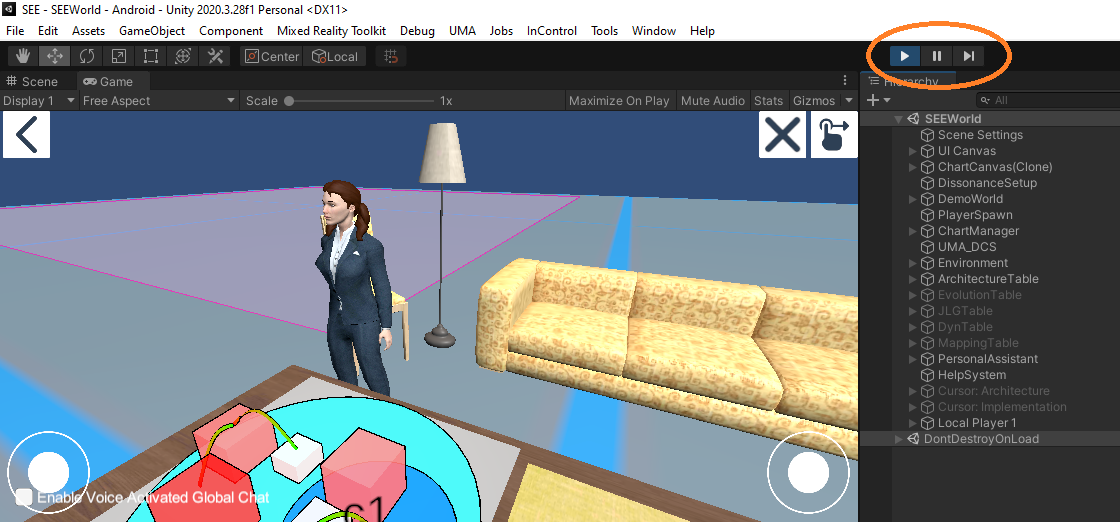 SEE - SEEWorld - Android - Unity 2020.3.28f1 Personal <DX11>
File Edit Assets GameObject Component Mixed Reality Toolkit Debug UMA Jobs InControl Tools Window Help
Center Local
Scene Game
Display 1 Free Aspect Scale 1x Maximize On Play Mute Audio Stats Gizmos
Enable Voice Activated Global Chat
c1
Hierarchy
All
SEEWorld
Scene Settings
UI Canvas
ChartCanvas(Clone)
DissonanceSetup
DemoWorld
PlayerSpawn
ChartManager
UMA_DCS
Environment
ArchitectureTable
EvolutionTable
JLGTable
DynTable
MappingTable
PersonalAssistant
HelpSystem
Cursor: Architecture
Cursor: Implementation
Local Player 1
DontDestroyOnLoad